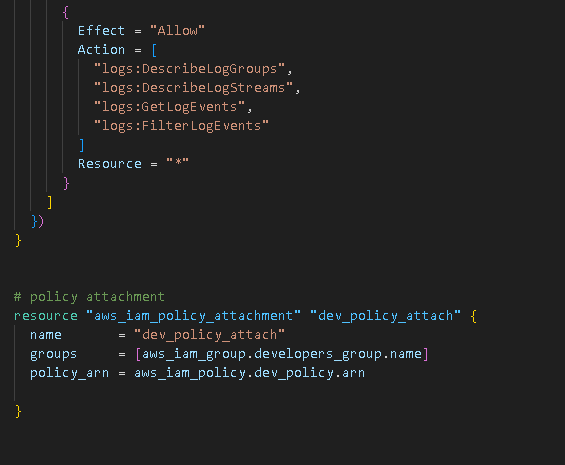 {
Effect = "Allow"
Action = [
"logs:DescribeLogGroups",
"logs:DescribeLogStreams",
"logs:GetLogEvents",
"logs:FilterLogEvents"
]
Resource = "*"
}
]
})
}
# policy attachment
resource "aws_iam_policy_attachment" "dev_policy_attach" {
name       = "dev_policy_attach"
groups     = [aws_iam_group.developers_group.name]
policy_arn = aws_iam_policy.dev_policy.arn
}